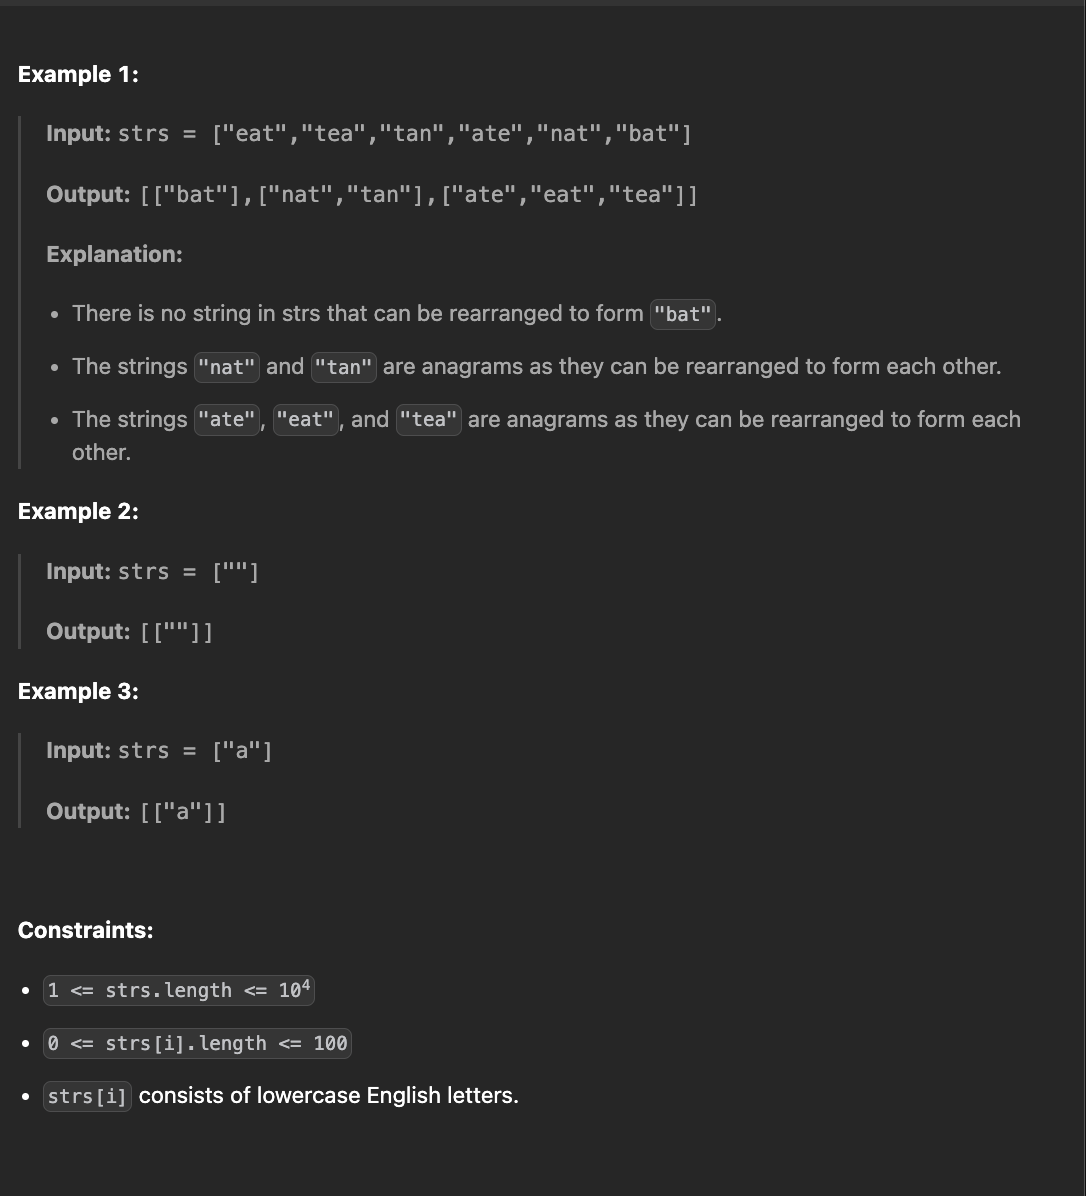 Example 1:
Input: strs = ["eat","tea","tan","ate","nat","bat"]
Output: [["bat"],["nat","tan"],["ate","eat","tea"]]
Explanation:
• There is no string in strs that can be rearranged to form "bat".
• The strings "nat" and "tan" are anagrams as they can be rearranged to form each other.
• The strings "ate", "eat", and "tea" are anagrams as they can be rearranged to form each
other.
Example 2:
Input: strs = [""]
Output: [[""]]
Example 3:
Input: strs = ["a"]
Output: [["a"]]
Constraints:
• 1 <= strs.length <= 10⁴
• 0 <= strs[i].length <= 100
• strs[i] consists of lowercase English letters.